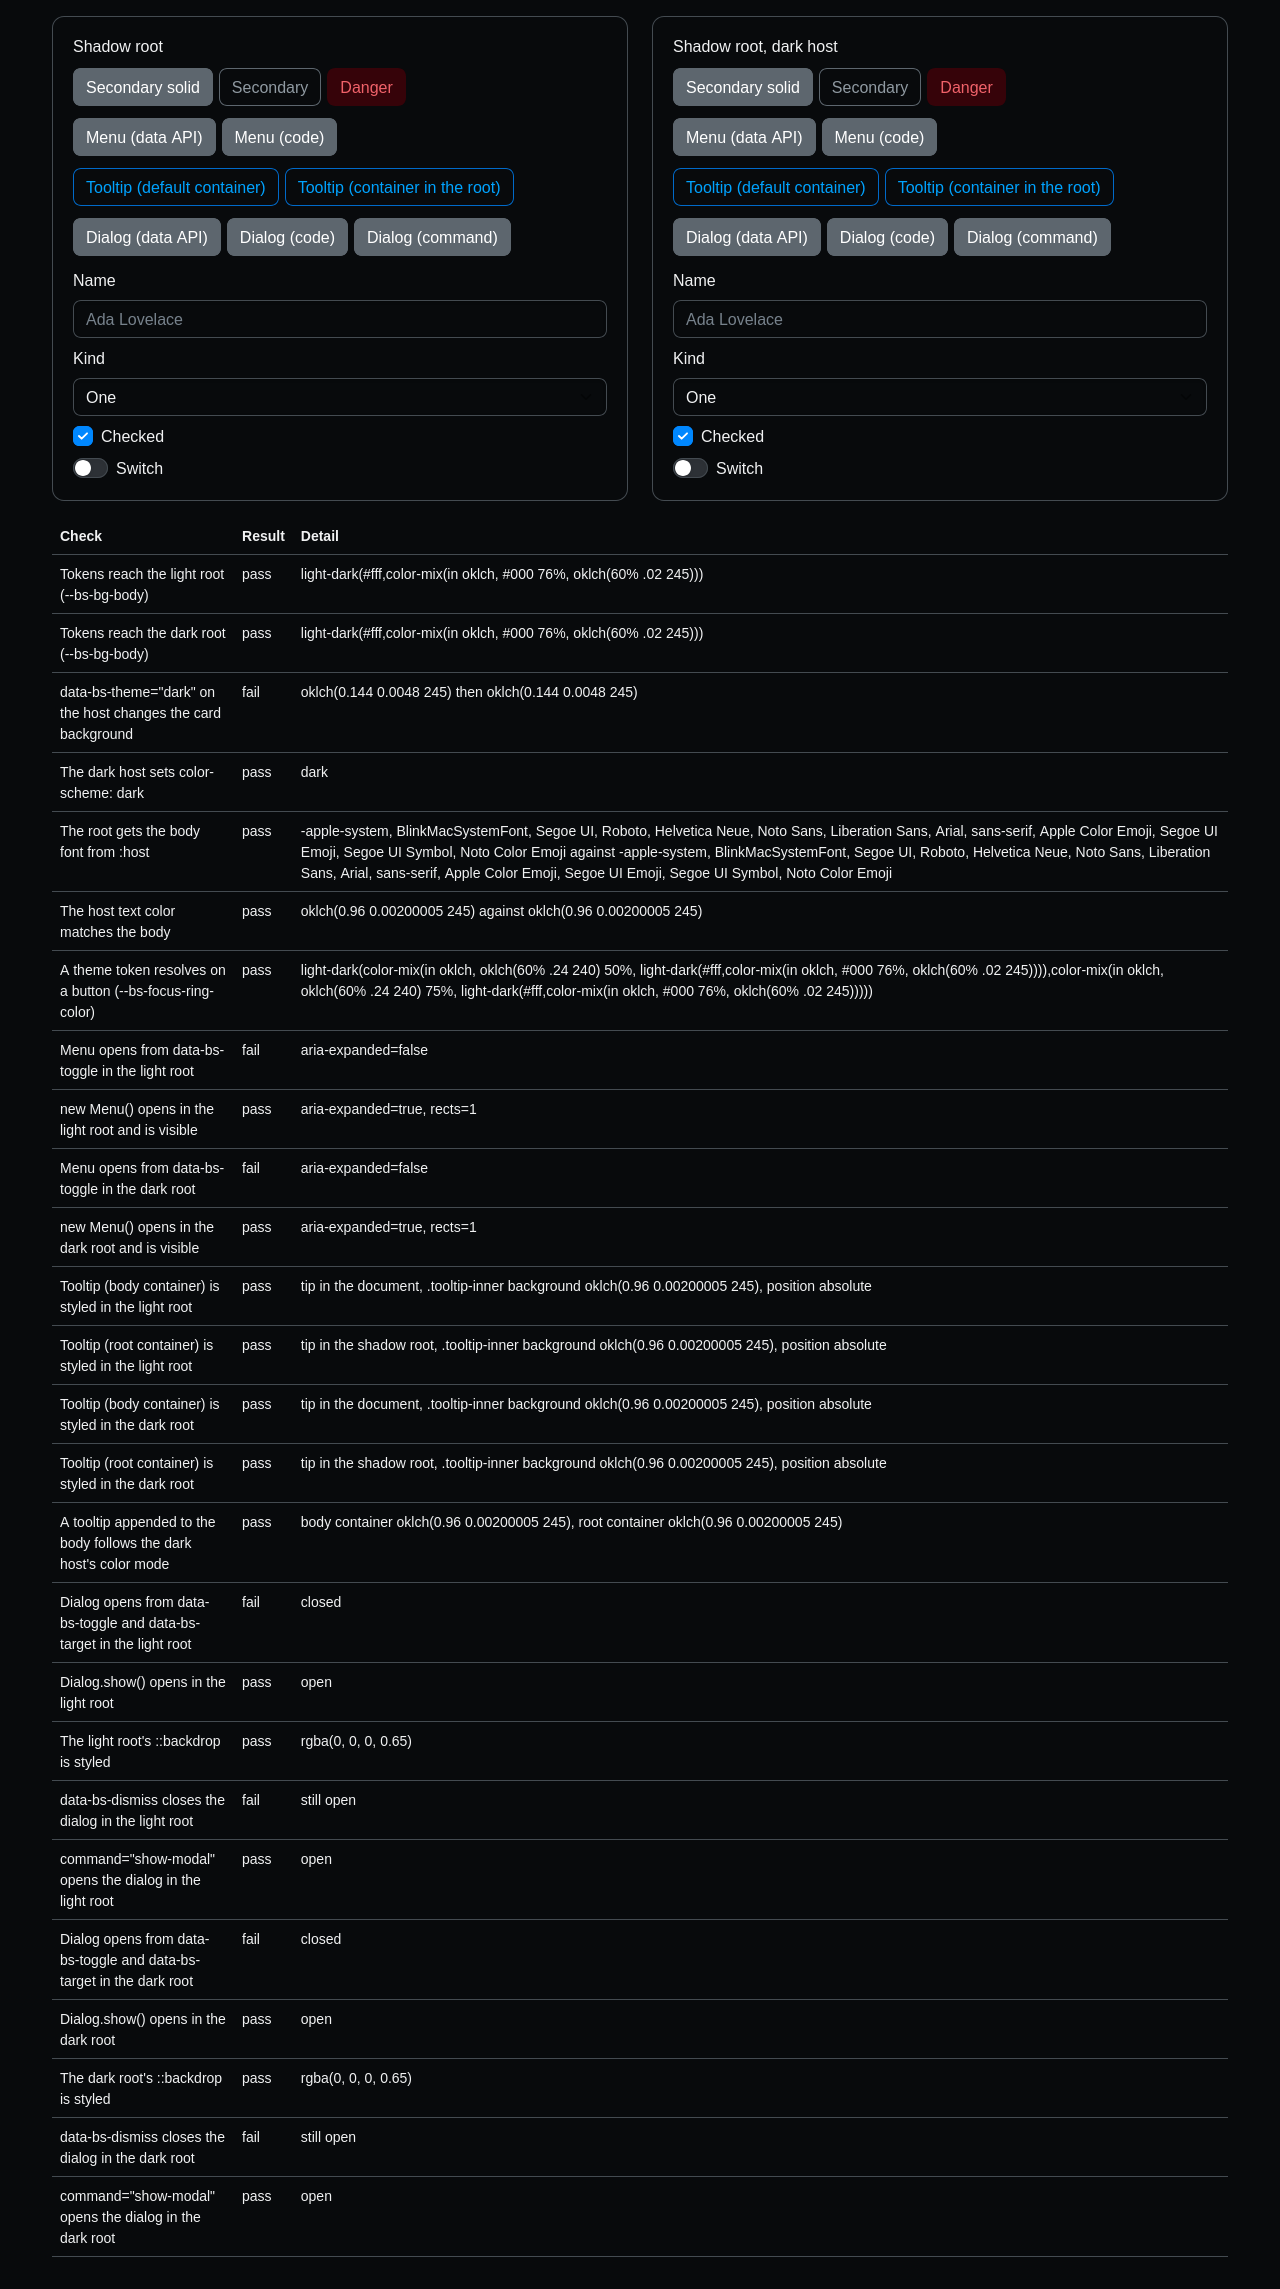 Shadow root
Secondary solid Secondary Danger
Menu (data API) Menu (code)
Tooltip (default container) Tooltip (container in the root)
Dialog (data API) Dialog (code) Dialog (command)
Name
Ada Lovelace
Kind
One
Checked
Switch
Shadow root, dark host
Secondary solid Secondary Danger
Menu (data API) Menu (code)
Tooltip (default container) Tooltip (container in the root)
Dialog (data API) Dialog (code) Dialog (command)
Name
Ada Lovelace
Kind
One
Checked
Switch
Check Result Detail
Tokens reach the light root pass light-dark(#fff,color-mix(in oklch, #000 76%, oklch(60% .02 245)))
(--bs-bg-body)
Tokens reach the dark root pass light-dark(#fff,color-mix(in oklch, #000 76%, oklch(60% .02 245)))
(--bs-bg-body)
data-bs-theme="dark" on fail oklch(0.144 0.0048 245) then oklch(0.144 0.0048 245)
the host changes the card
background
The dark host sets color- pass dark
scheme: dark
The root gets the body pass -apple-system, BlinkMacSystemFont, Segoe UI, Roboto, Helvetica Neue, Noto Sans, Liberation Sans, Arial, sans-serif, Apple Color Emoji, Segoe UI
font from :host Emoji, Segoe UI Symbol, Noto Color Emoji against -apple-system, BlinkMacSystemFont, Segoe UI, Roboto, Helvetica Neue, Noto Sans, Liberation
Sans, Arial, sans-serif, Apple Color Emoji, Segoe UI Emoji, Segoe UI Symbol, Noto Color Emoji
The host text color pass oklch(0.96 0.00200005 245) against oklch(0.96 0.00200005 245)
matches the body
A theme token resolves on pass light-dark(color-mix(in oklch, oklch(60% .24 240) 50%, light-dark(#fff,color-mix(in oklch, #000 76%, oklch(60% .02 245)))),color-mix(in oklch,
a button (--bs-focus-ring- oklch(60% .24 240) 75%, light-dark(#fff,color-mix(in oklch, #000 76%, oklch(60% .02 245)))))
color)
Menu opens from data-bs- fail aria-expanded=false
toggle in the light root
new Menu() opens in the pass aria-expanded=true, rects=1
light root and is visible
Menu opens from data-bs- fail aria-expanded=false
toggle in the dark root
new Menu() opens in the pass aria-expanded=true, rects=1
dark root and is visible
Tooltip (body container) is pass tip in the document, .tooltip-inner background oklch(0.96 0.00200005 245), position absolute
styled in the light root
Tooltip (root container) is pass tip in the shadow root, .tooltip-inner background oklch(0.96 0.00200005 245), position absolute
styled in the light root
Tooltip (body container) is pass tip in the document, .tooltip-inner background oklch(0.96 0.00200005 245), position absolute
styled in the dark root
Tooltip (root container) is pass tip in the shadow root, .tooltip-inner background oklch(0.96 0.00200005 245), position absolute
styled in the dark root
A tooltip appended to the pass body container oklch(0.96 0.00200005 245), root container oklch(0.96 0.00200005 245)
body follows the dark
host's color mode
Dialog opens from data- fail closed
bs-toggle and data-bs-
target in the light root
Dialog.show() opens in the pass open
light root
The light root's ::backdrop pass rgba(0, 0, 0, 0.65)
is styled
data-bs-dismiss closes the fail still open
dialog in the light root
command="show-modal" pass open
opens the dialog in the
light root
Dialog opens from data- fail closed
bs-toggle and data-bs-
target in the dark root
Dialog.show() opens in the pass open
dark root
The dark root's ::backdrop pass rgba(0, 0, 0, 0.65)
is styled
data-bs-dismiss closes the fail still open
dialog in the dark root
command="show-modal" pass open
opens the dialog in the
dark root